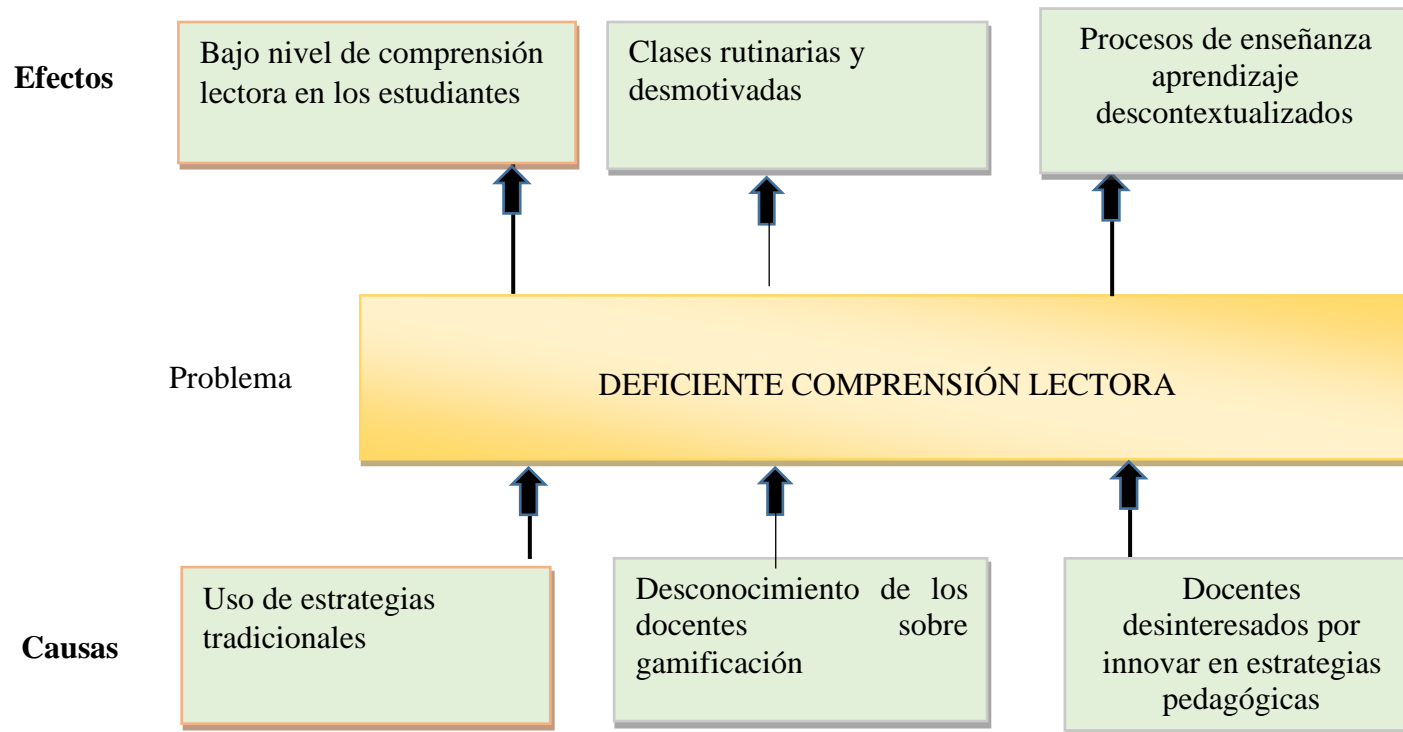 Efectos
Bajo nivel de comprensión
lectora en los estudiantes
Clases rutinarias y
desmotivadas
Procesos de enseñanza
aprendizaje
descontextualizados
Problema
DEFICIENTE COMPRENSIÓN LECTORA
Causas
Uso de estrategias
tradicionales
Desconocimiento de los
docentes sobre
gamificación
Docentes
desinteresados por
innovar en estrategias
pedagógicas